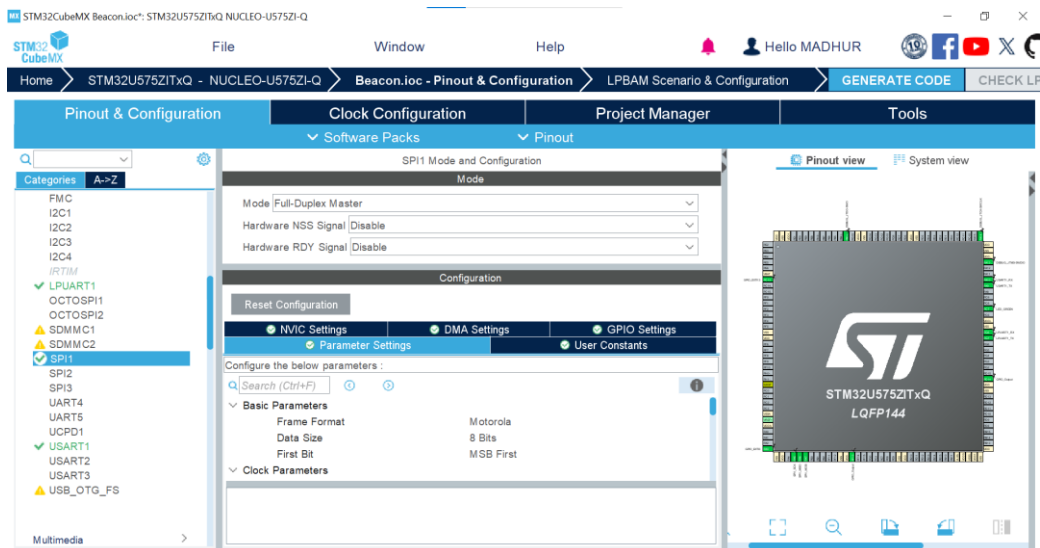 MX STM32CubeMX Beacon.ioc*: STM32U575ZITxQ NUCLEO-U575ZI-Q
STM32 CubeMX
File Window Help
10
Hello MADHUR
Home STM32U575ZITxQ - NUCLEO-U575ZI-Q Beacon.ioc - Pinout & Configuration LPBAM Scenario & Configuration GENERATE CODE CHECK LP
Pinout & Configuration Clock Configuration Project Manager Tools
Software Packs Pinout
Categories A->Z
FMC
I2C1
I2C2
I2C3
I2C4
IRTIM
LPUART1
OCTOSPI1
OCTOSPI2
SDMMC1
SDMMC2
SPI1
SPI2
SPI3
UART4
UART5
UCPD1
USART1
USART2
USART3
USB_OTG_FS
Multimedia
SPI1 Mode and Configuration
Mode
Mode Full-Duplex Master
Hardware NSS Signal Disable
Hardware RDY Signal Disable
Configuration
Reset Configuration
NVIC Settings DMA Settings GPIO Settings
Parameter Settings User Constants
Configure the below parameters :
Search (Ctrl+F)
Basic Parameters
Frame Format Motorola
Data Size 8 Bits
First Bit MSB First
Clock Parameters
Pinout view System view
ST
STM32U575ZITxQ
LQFP144